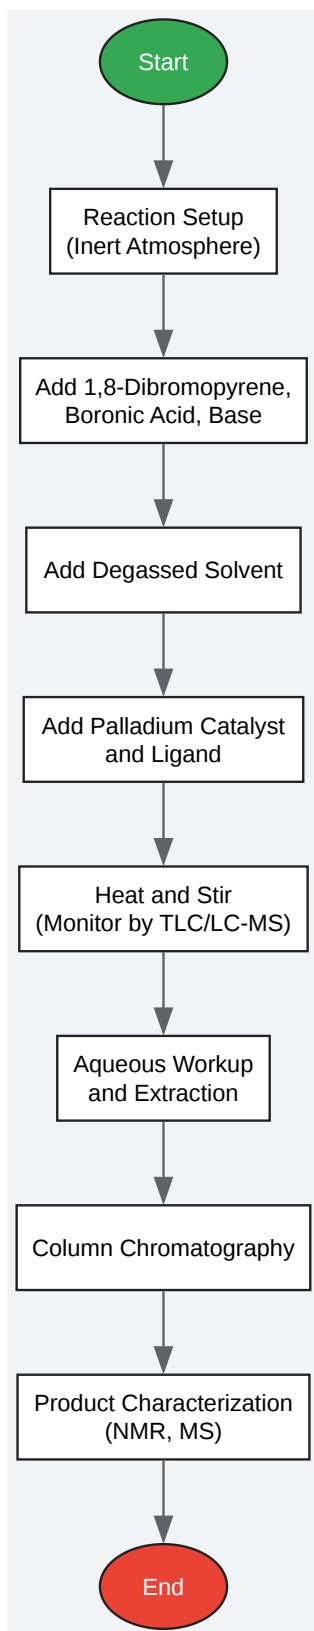 Start
Reaction Setup
(Inert Atmosphere)
Add 1,8-Dibromopyrene,
Boronic Acid, Base
Add Degassed Solvent
Add Palladium Catalyst
and Ligand
Heat and Stir
(Monitor by TLC/LC-MS)
Aqueous Workup
and Extraction
Column Chromatography
Product Characterization
(NMR, MS)
End